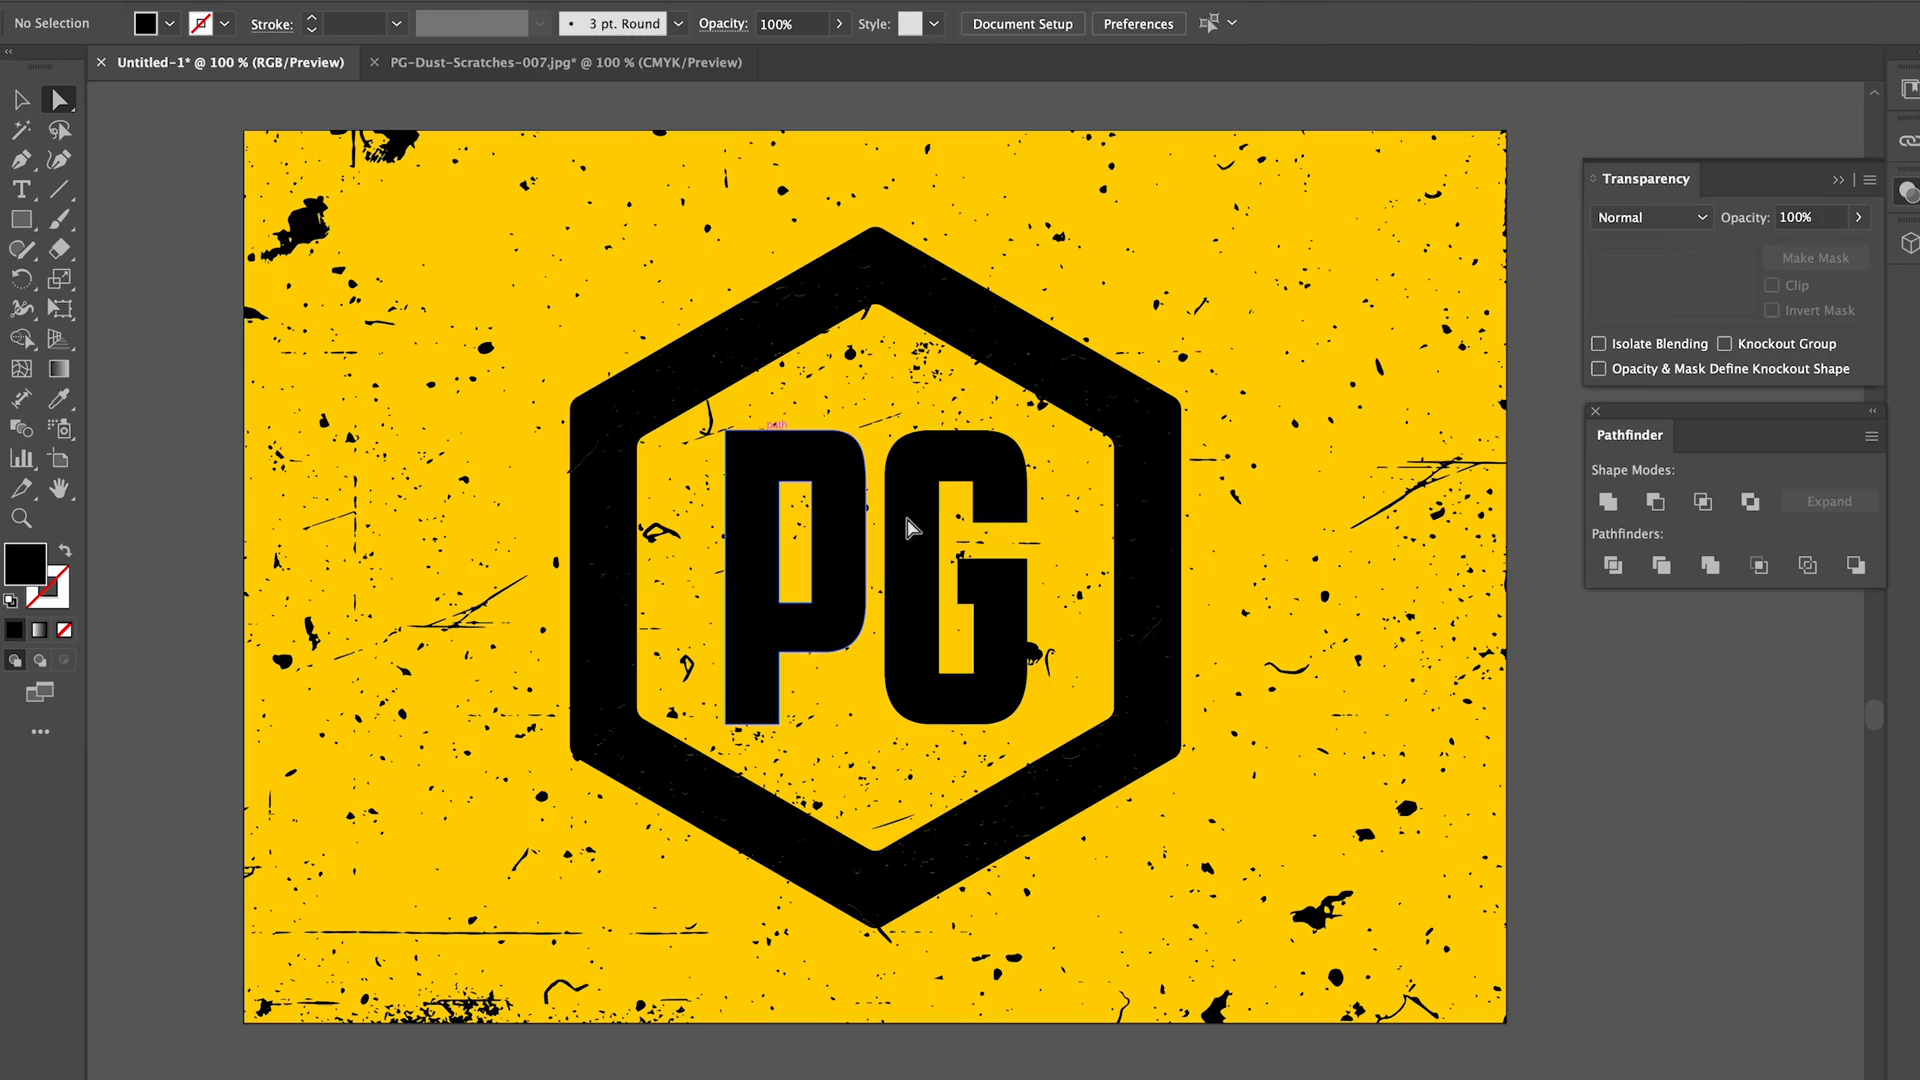 No Selection
Stroke:
3 pt. Round
Opacity: 100%
Style:
Document Setup
Preferences
Untitled-1* @ 100 % (RGB/Preview)
PG-Dust-Scratches-007.jpg* @ 100 % (CMYK/Preview)
Transparency
Normal
Opacity: 100%
Make Mask
Clip
Invert Mask
Isolate Blending
Knockout Group
Opacity & Mask Define Knockout Shape
path
PG
Pathfinder
Shape Modes:
Expand
Pathfinders: